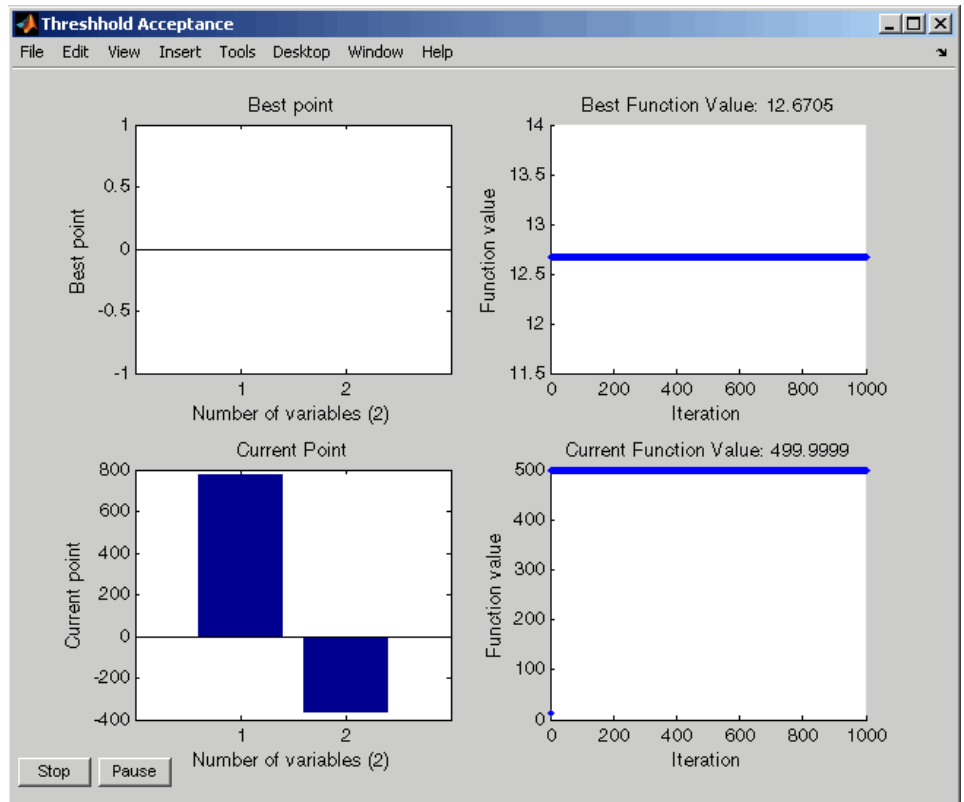 Threshhold Acceptance
File Edit View Insert Tools Desktop Window Help
Best point
1
0.5
0
-0.5
-1
Best point
1 2
Number of variables (2)
Best Function Value: 12.6705
14
13.5
13
12.5
12
11.5
Function value
0 200 400 600 800 1000
Iteration
Current Point
800
600
400
200
0
-200
-400
Current point
1 2
Number of variables (2)
Current Function Value: 499.9999
500
400
300
200
100
0
Function value
0 200 400 600 800 1000
Iteration
Stop Pause